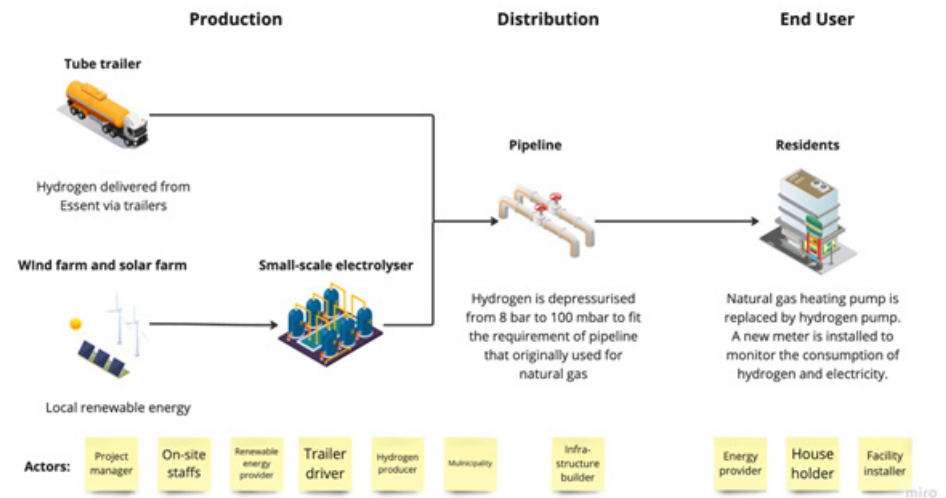 Production
Distribution
End User
Tube trailer
Hydrogen delivered from
Essent via trailers
Wind farm and solar farm
Small-scale electrolyser
Local renewable energy
Pipeline
Hydrogen is depressurised
from 8 bar to 100 mbar to fit
the requirement of pipeline
that originally used for
natural gas
Residents
Natural gas heating pump is
replaced by hydrogen pump.
A new meter is installed to
monitor the consumption of
hydrogen and electricity.
Actors:
Project
manager
On-site
staffs
Renewable
energy
provider
Trailer
driver
Hydrogen
producer
Mulnicipality
Infra-
structure
builder
Energy
provider
House
holder
Facility
installer
miro